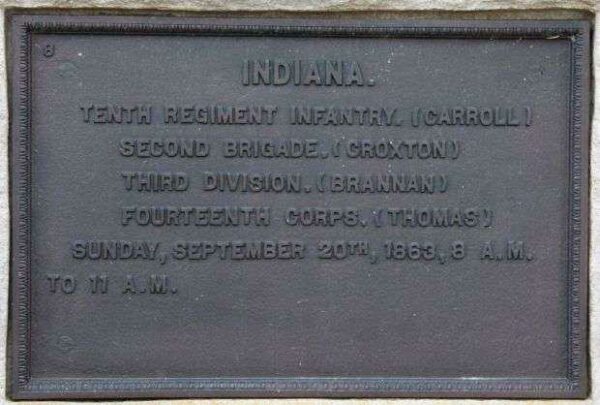 8
INDIANA.
TENTH REGIMENT INFANTRY. (CARROLL)
SECOND BRIGADE. (CROXTON)
THIRD DIVISION. (BRANNAN)
FOURTEENTH CORPS. (THOMAS)
SUNDAY, SEPTEMBER 20TH, 1863, 8 A.M.
TO 11 A.M.